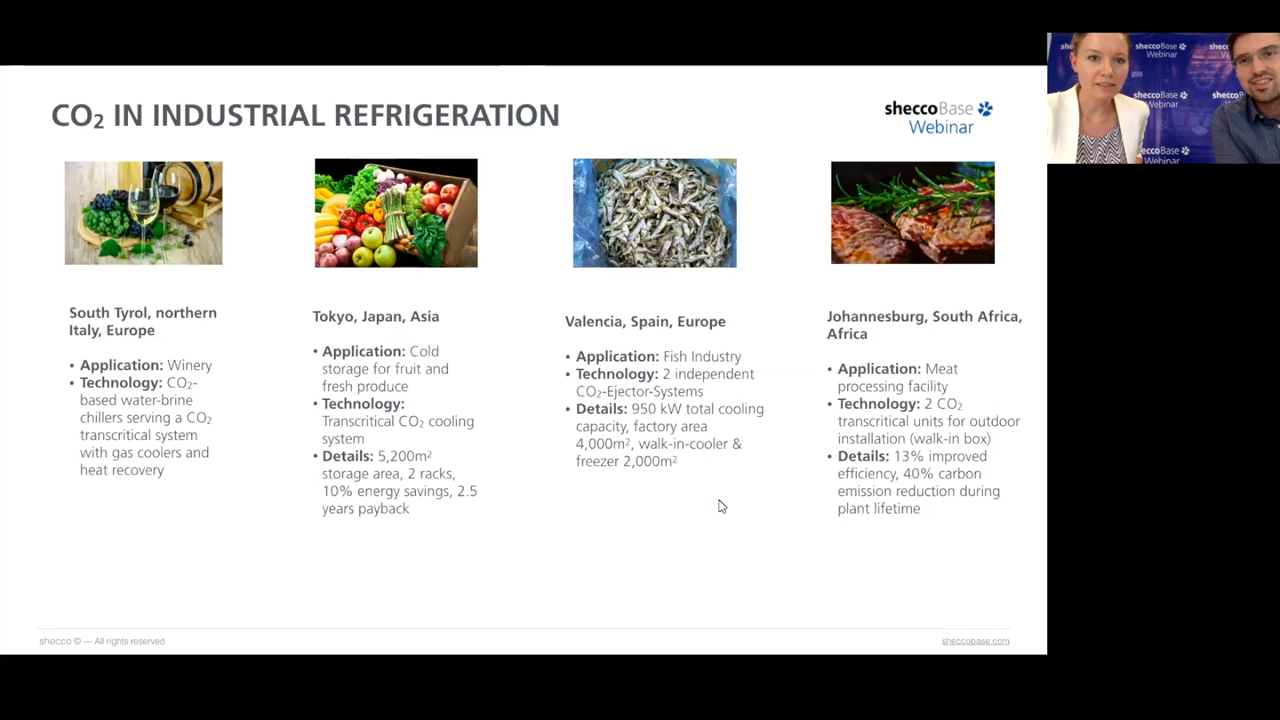 CO₂ IN INDUSTRIAL REFRIGERATION
sheccoBase
Webinar
South Tyrol, northern
Italy, Europe
• Application: Winery
• Technology: CO₂-
based water-brine
chillers serving a CO₂
transcritical system
with gas coolers and
heat recovery
Tokyo, Japan, Asia
• Application: Cold
storage for fruit and
fresh produce
• Technology:
Transcritical CO₂ cooling
system
• Details: 5,200m²
storage area, 2 racks,
10% energy savings, 2.5
years payback
Valencia, Spain, Europe
• Application: Fish Industry
• Technology: 2 independent
CO₂-Ejector-Systems
• Details: 950 kW total cooling
capacity, factory area
4,000m², walk-in-cooler &
freezer 2,000m²
Johannesburg, South Africa,
Africa
• Application: Meat
processing facility
• Technology: 2 CO₂
transcritical units for outdoor
installation (walk-in box)
• Details: 13% improved
efficiency, 40% carbon
emission reduction during
plant lifetime
shecco © — All rights reserved
sheccobase.com
sheccoBase
Webinar
sheccoBase
Webinar
sheccoBase
Webinar